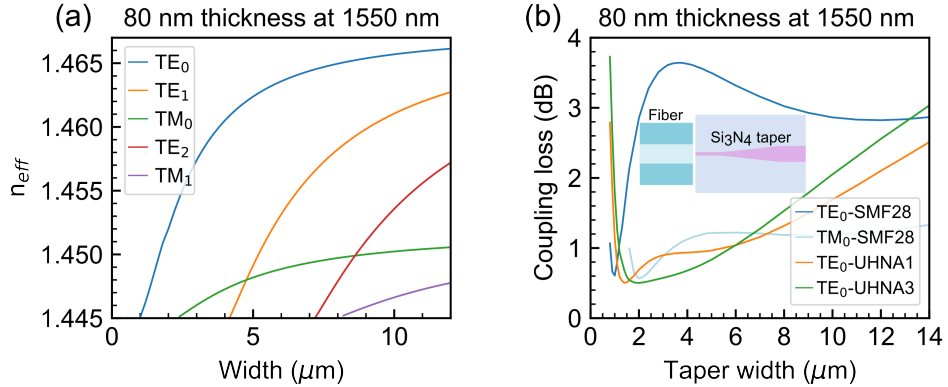 (a)
80 nm thickness at 1550 nm
n_eff
1.465
1.460
1.455
1.450
1.445
TE₀
TE₁
TM₀
TE₂
TM₁
0
5
10
Width (μm)
(b)
80 nm thickness at 1550 nm
Coupling loss (dB)
4
3
2
1
0
Fiber
Si₃N₄ taper
TE₀-SMF28
TM₀-SMF28
TE₀-UHNA1
TE₀-UHNA3
0
2
4
6
8
10
12
14
Taper width (μm)